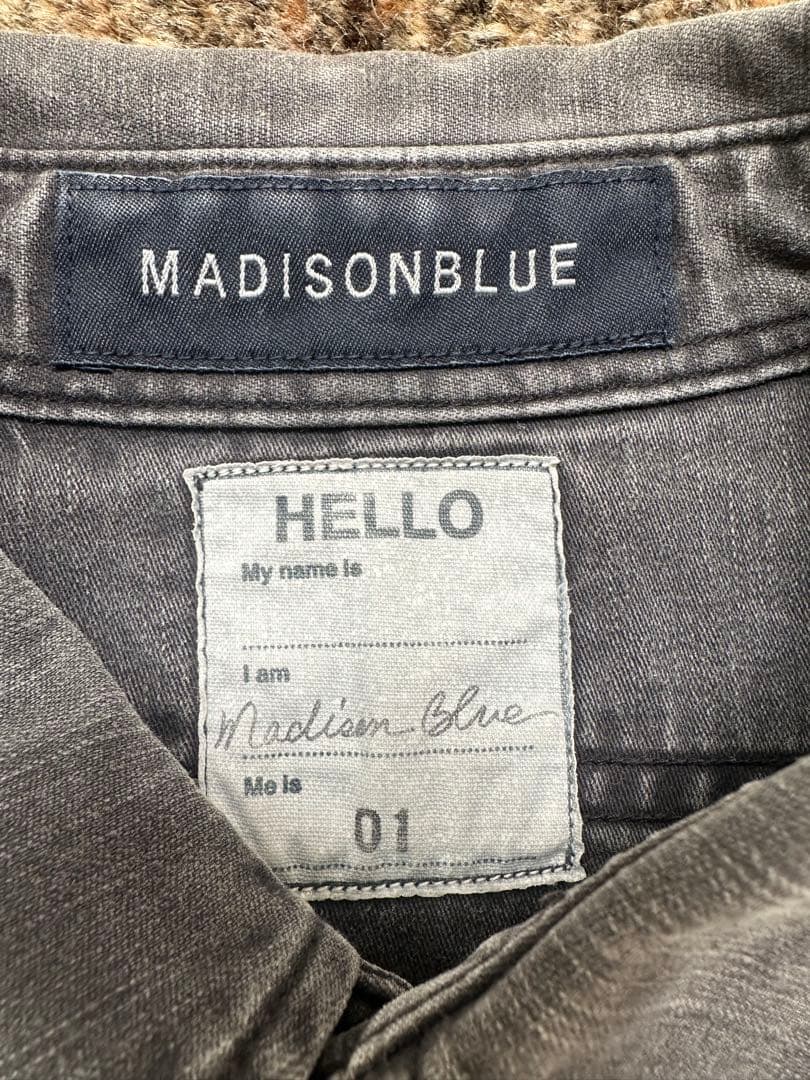 MADISONBLUE
HELLO
My name is
I am
Madison Blue
Me is
01